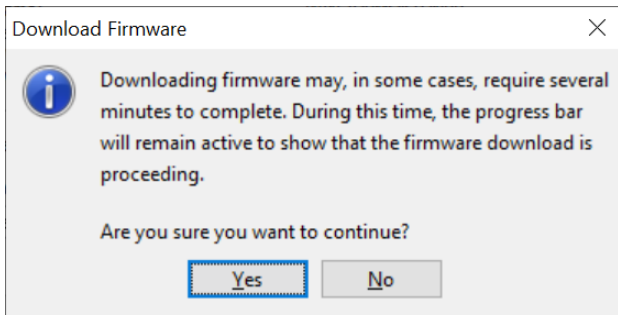 Download Firmware
Downloading firmware may, in some cases, require several
minutes to complete. During this time, the progress bar
will remain active to show that the firmware download is
proceeding.
Are you sure you want to continue?
Yes
No